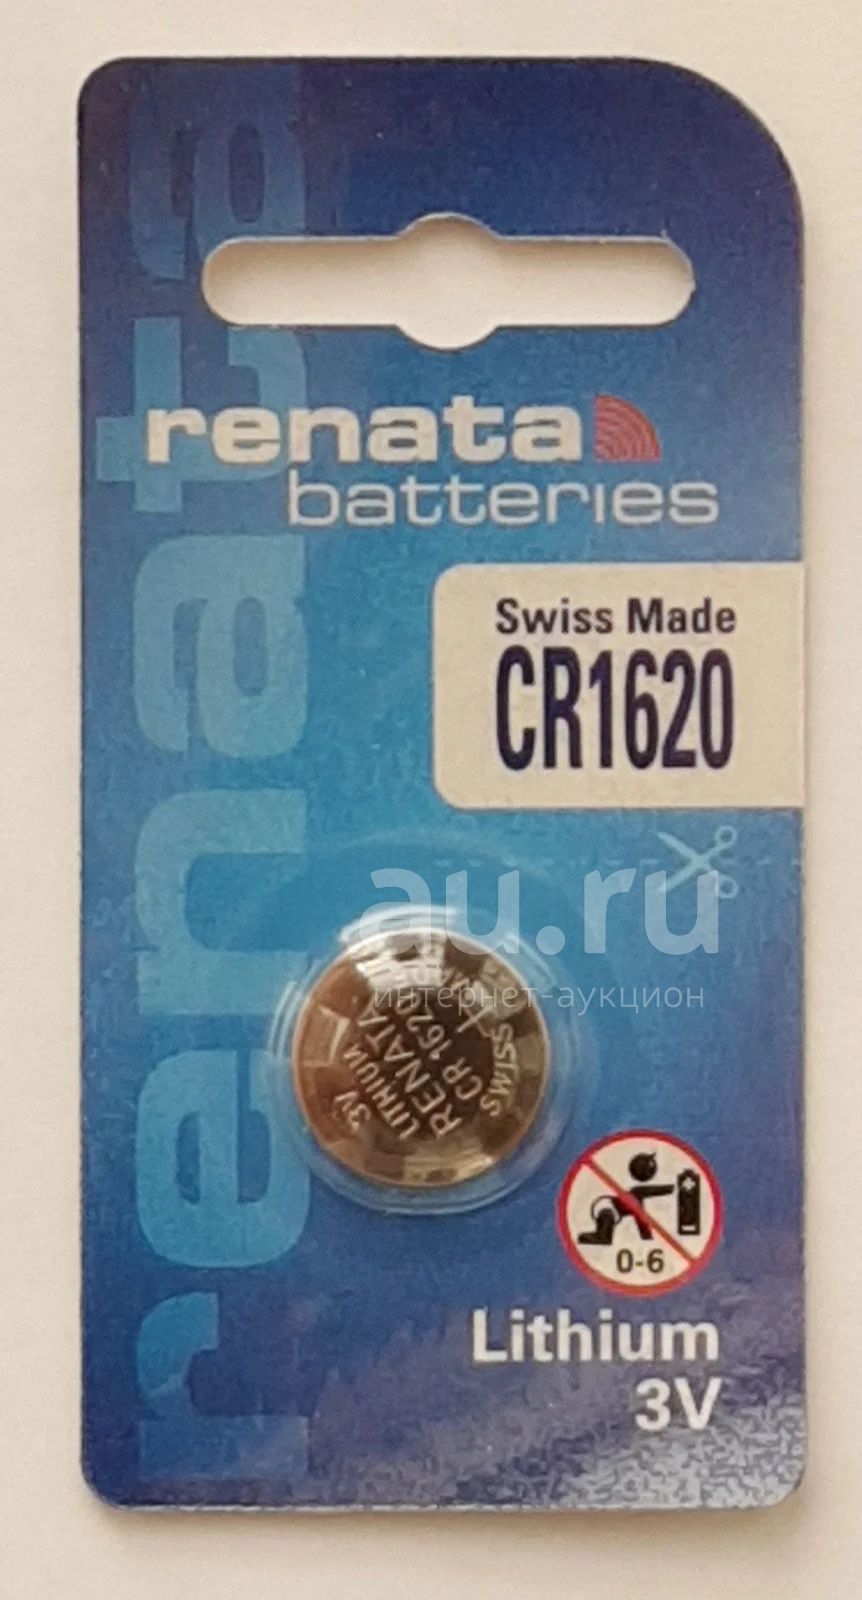 renata
renata
batteries
Swiss Made
CR1620
au.ru
интернет-аукцион
3V
LITHIUM
RENATA
CR 1620
SWISS
0-6
Lithium
3V